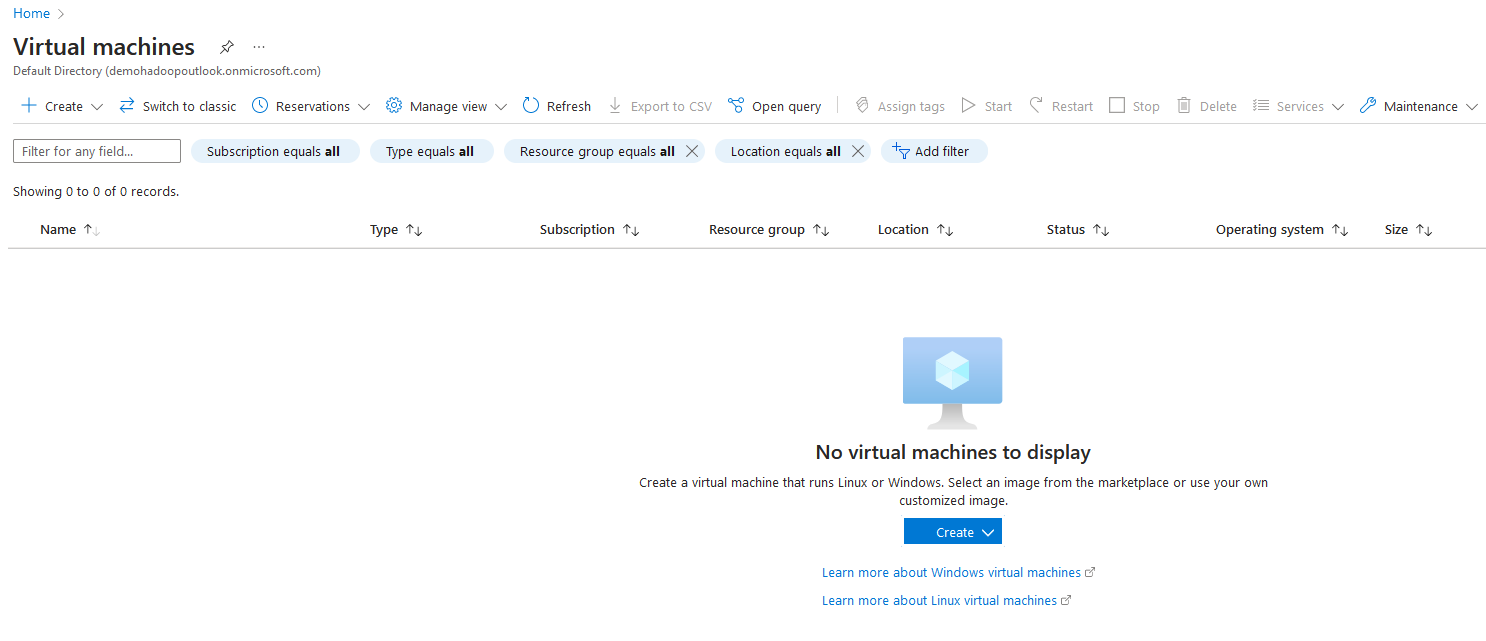 Home
Virtual machines
Default Directory (demohadoopoutlook.onmicrosoft.com)
Create Switch to classic Reservations Manage view Refresh Export to CSV Open query Assign tags Start Restart Stop Delete Services Maintenance
Filter for any field... Subscription equals all Type equals all Resource group equals all Location equals all Add filter
Showing 0 to 0 of 0 records.
Name Type Subscription Resource group Location Status Operating system Size
No virtual machines to display
Create a virtual machine that runs Linux or Windows. Select an image from the marketplace or use your own
customized image.
Create
Learn more about Windows virtual machines
Learn more about Linux virtual machines